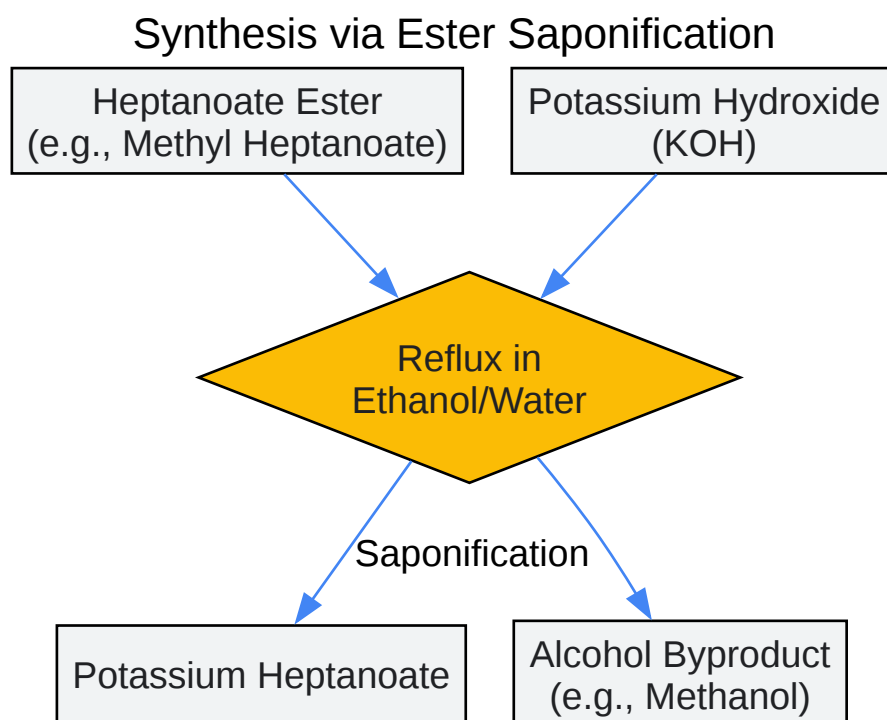 Synthesis via Ester Saponification
Heptanoate Ester
(e.g., Methyl Heptanoate)
Potassium Hydroxide
(KOH)
Reflux in
Ethanol/Water
Saponification
Potassium Heptanoate
Alcohol Byproduct
(e.g., Methanol)